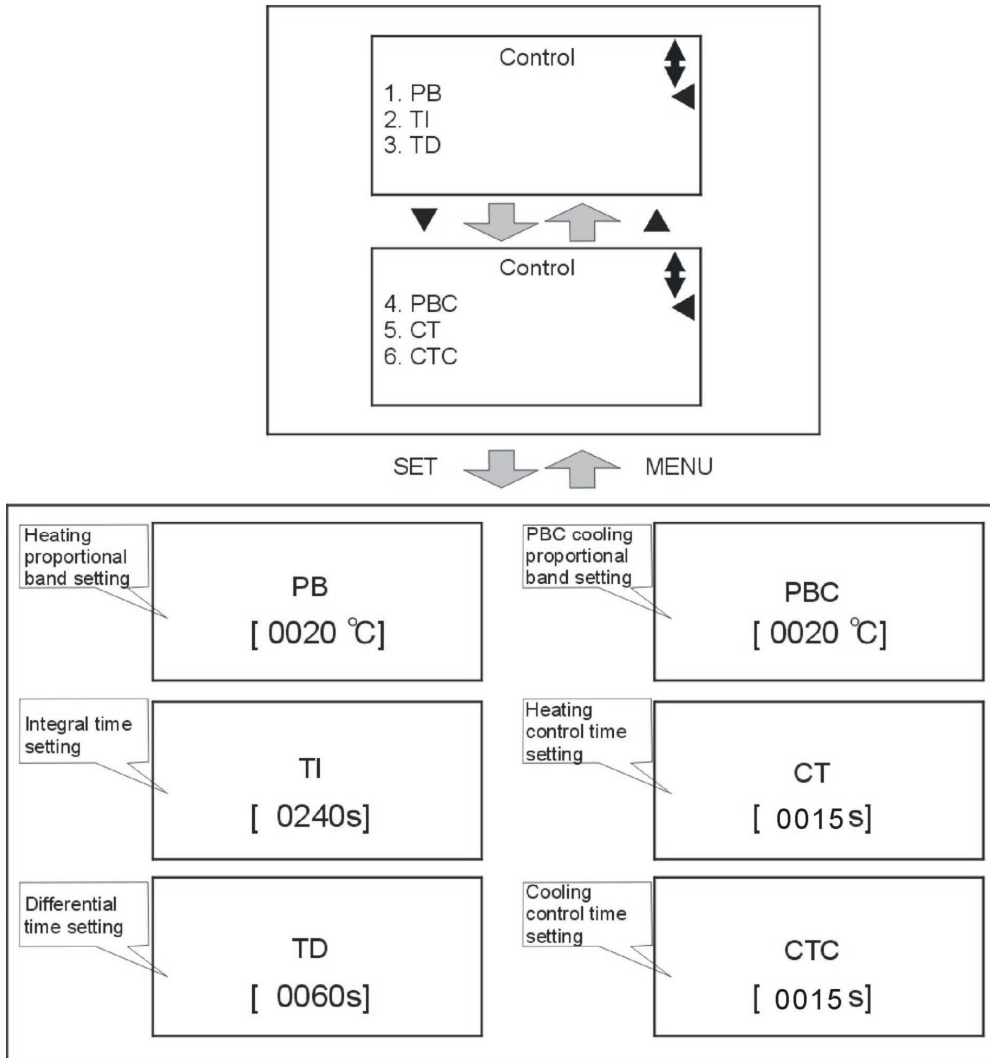 Control
1. PB
2. TI
3. TD
Control
4. PBC
5. CT
6. CTC
SET
MENU
Heating
proportional
band setting
PB
[ 0020 ℃]
PBC cooling
proportional
band setting
PBC
[ 0020 ℃]
Integral time
setting
TI
[ 0240s]
Heating
control time
setting
CT
[ 0015s]
Differential
time setting
TD
[ 0060s]
Cooling
control time
setting
CTC
[ 0015s]